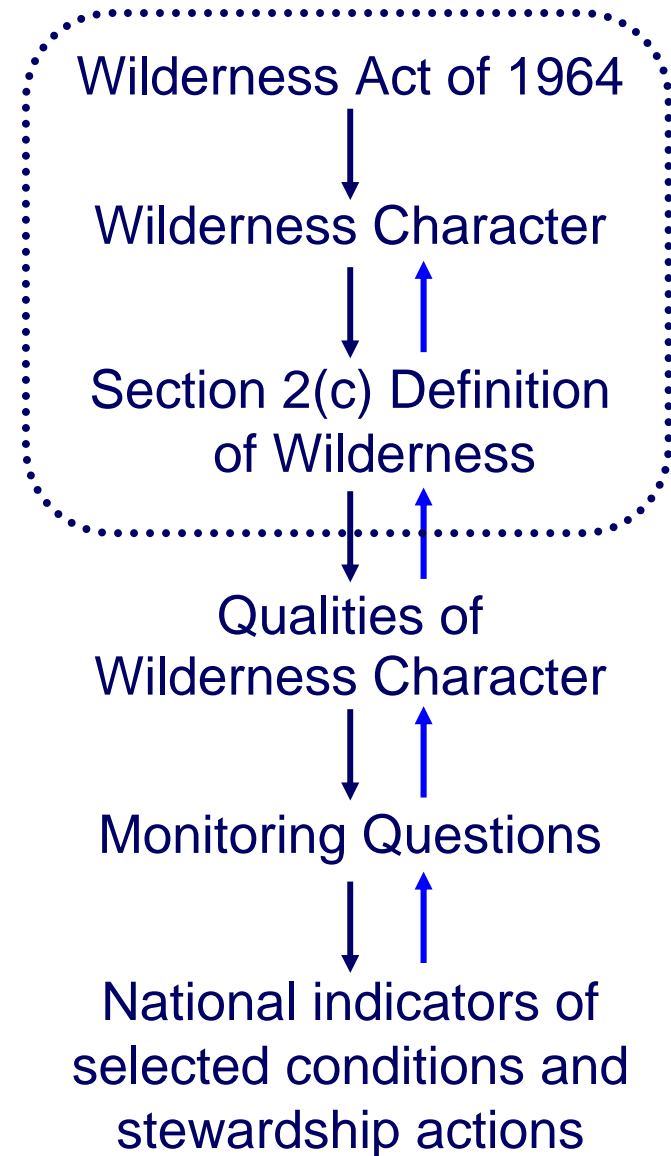 Wilderness Act of 1964
Wilderness Character
Section 2(c) Definition
of Wilderness
Qualities of
Wilderness Character
Monitoring Questions
National indicators of
selected conditions and
stewardship actions